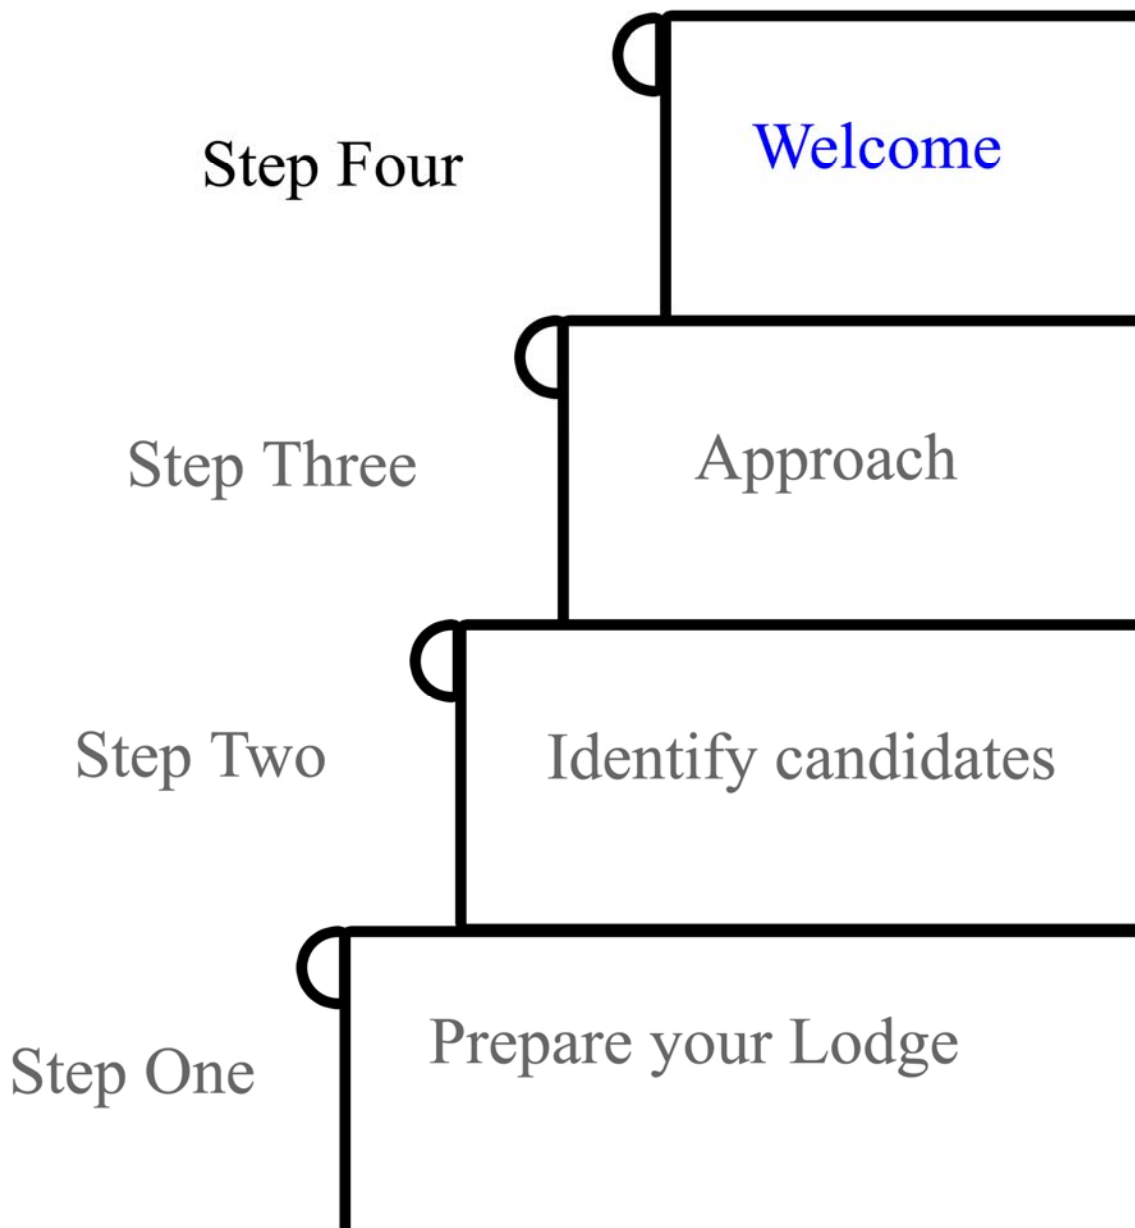 Step Four
Welcome
Step Three
Approach
Step Two
Identify candidates
Step One
Prepare your Lodge